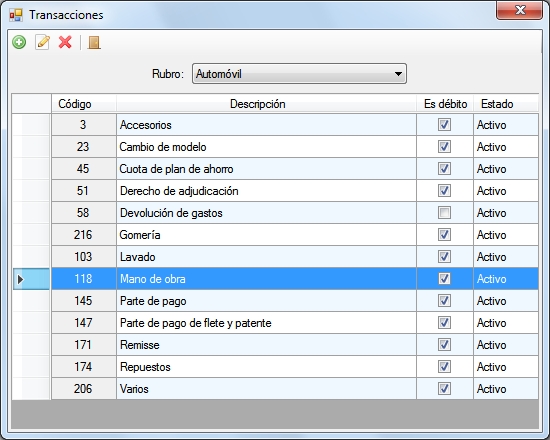 Transacciones
Rubro: Automóvil
Código Descripción Es débito Estado
3 Accesorios Activo
23 Cambio de modelo Activo
45 Cuota de plan de ahorro Activo
51 Derecho de adjudicación Activo
58 Devolución de gastos Activo
216 Gomería Activo
103 Lavado Activo
118 Mano de obra Activo
145 Parte de pago Activo
147 Parte de pago de flete y patente Activo
171 Remisse Activo
174 Repuestos Activo
206 Varios Activo